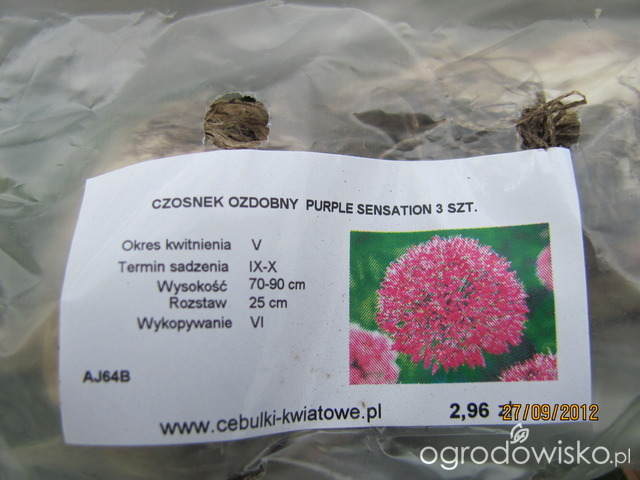 CZOSNEK OZDOBNY PURPLE SENSATION 3 SZT.
Okres kwitnienia V
Termin sadzenia IX-X
Wysokość 70-90 cm
Rozstaw 25 cm
Wykopywanie VI
AJ64B
www.cebulki-kwiatowe.pl 2,96 zł
27/09/2012
ogrodowisko.pl